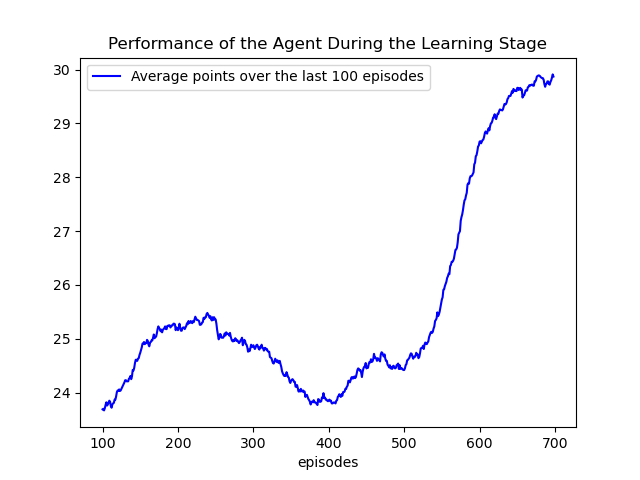 Performance of the Agent During the Learning Stage
Average points over the last 100 episodes
30
29
28
27
26
25
24
100 200 300 400 500 600 700
episodes